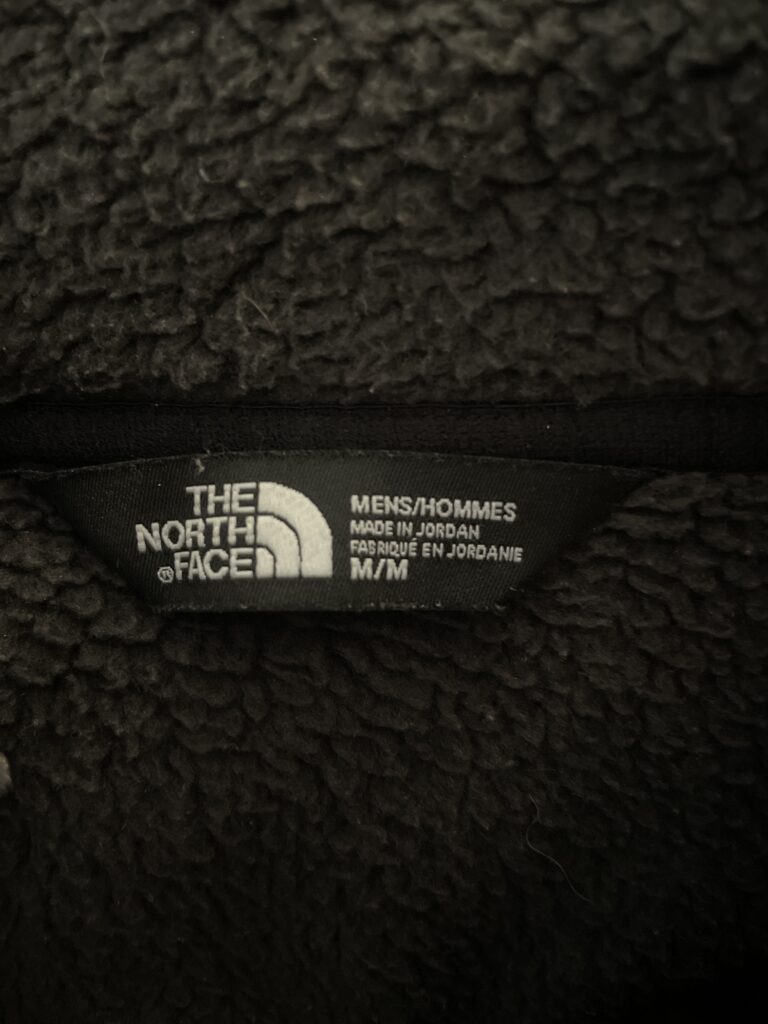 THE
NORTH
®FACE
MENS/HOMMES
MADE IN JORDAN
FABRIQUÉ EN JORDANIE
M/M